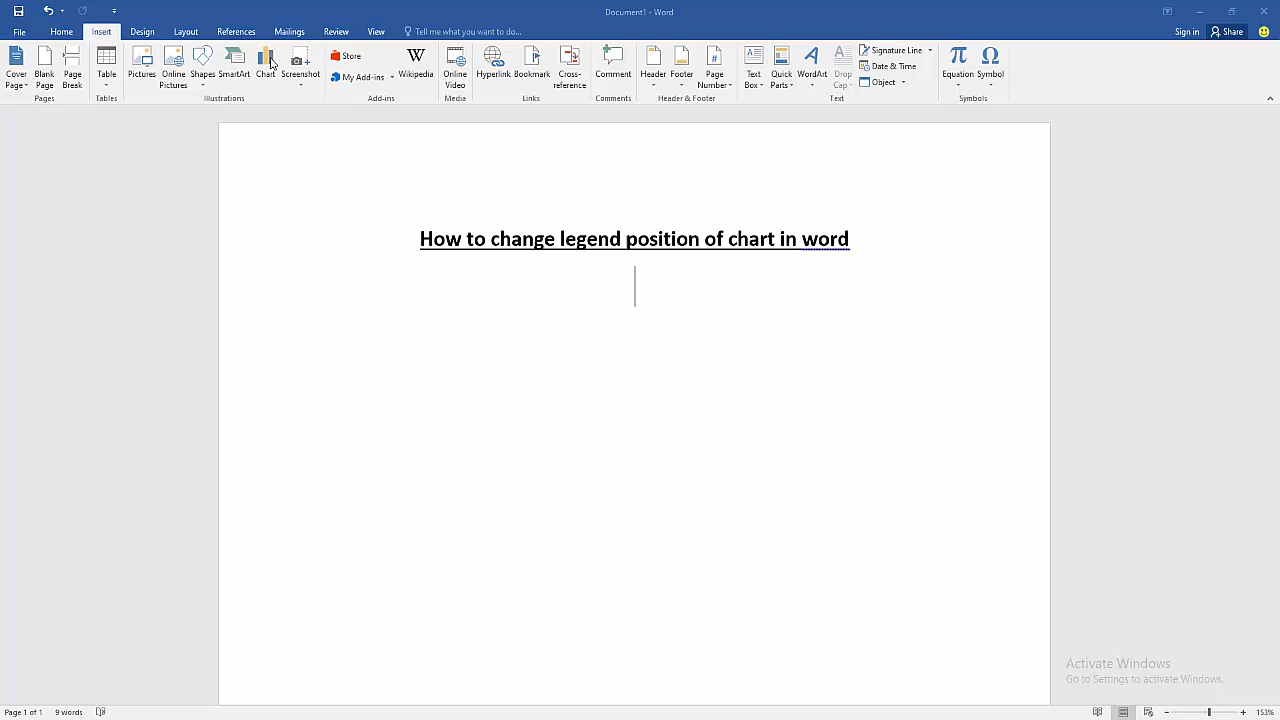 Document1 - Word
File Home Insert Design Layout References Mailings Review View Tell me what you want to do... Sign in Share
Cover Page
Blank Page
Page Break
Pages
Table
Tables
Pictures
Online Pictures
Shapes
SmartArt
Chart
Screenshot
Illustrations
Store
My Add-ins
Wikipedia
Add-ins
Online Video
Media
Hyperlink
Bookmark
Cross-reference
Links
Comment
Comments
Header
Footer
Page Number
Header & Footer
Text Box
Quick Parts
WordArt
Drop Cap
Signature Line
Date & Time
Object
Text
Equation
Symbol
Symbols
How to change legend position of chart in word
Activate Windows
Go to Settings to activate Windows.
Page 1 of 1 9 words 153%